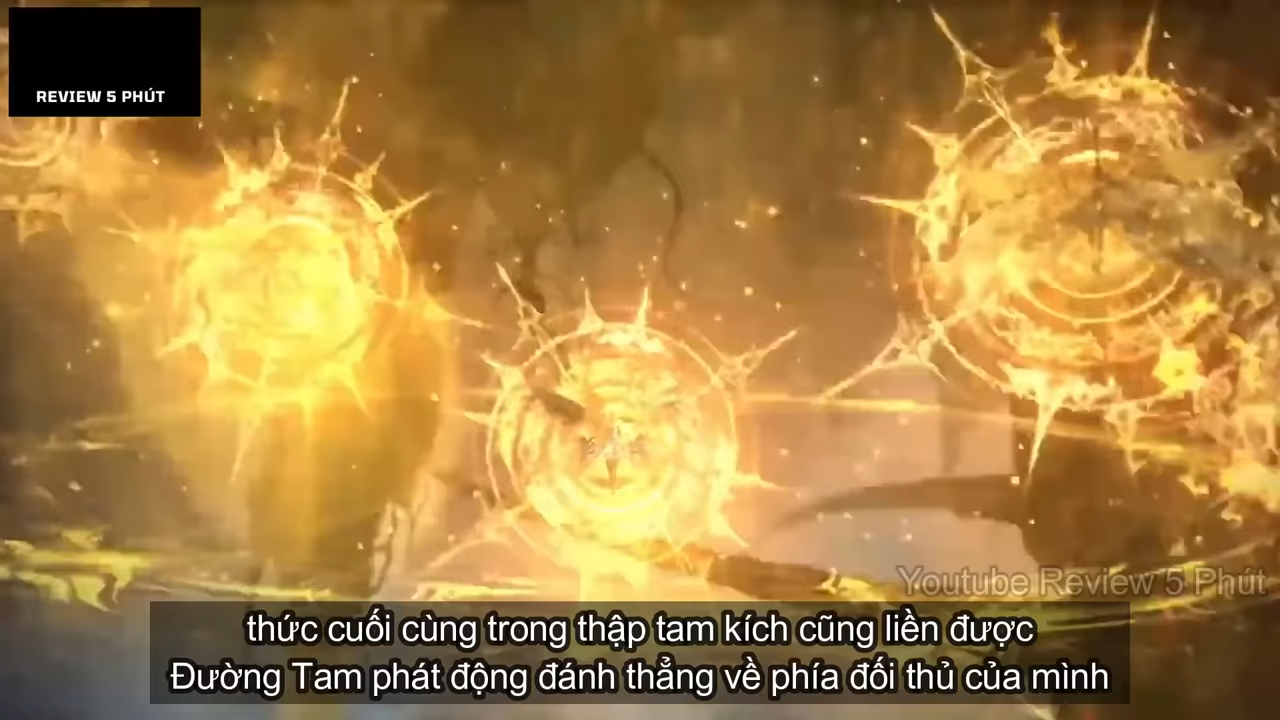 REVIEW 5 PHÚT
Youtube Review 5 Phút
thức cuối cùng trong thập tam kích cũng liền được
Đường Tam phát động đánh thẳng về phía đối thủ của mình